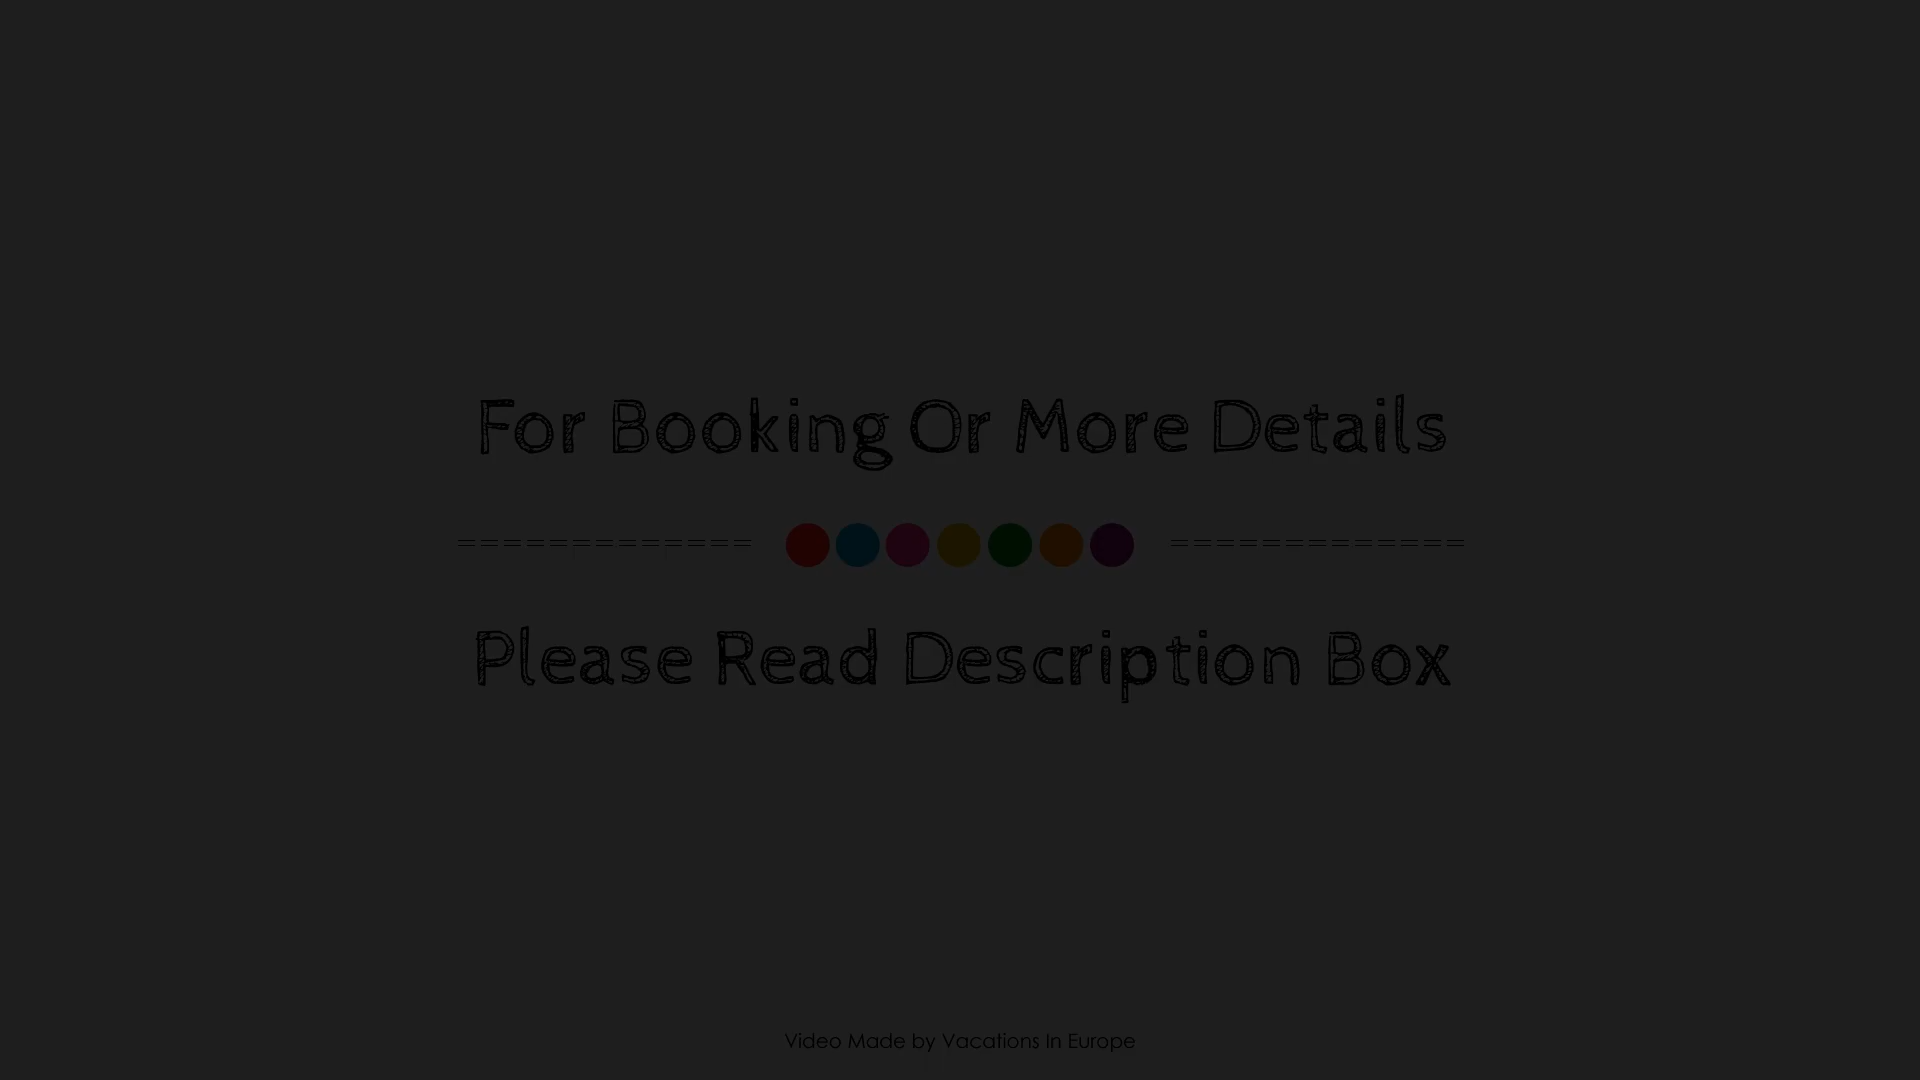 For Booking Or More Details
============= =============
Please Read Description Box
Video Made by Vacations In Europe